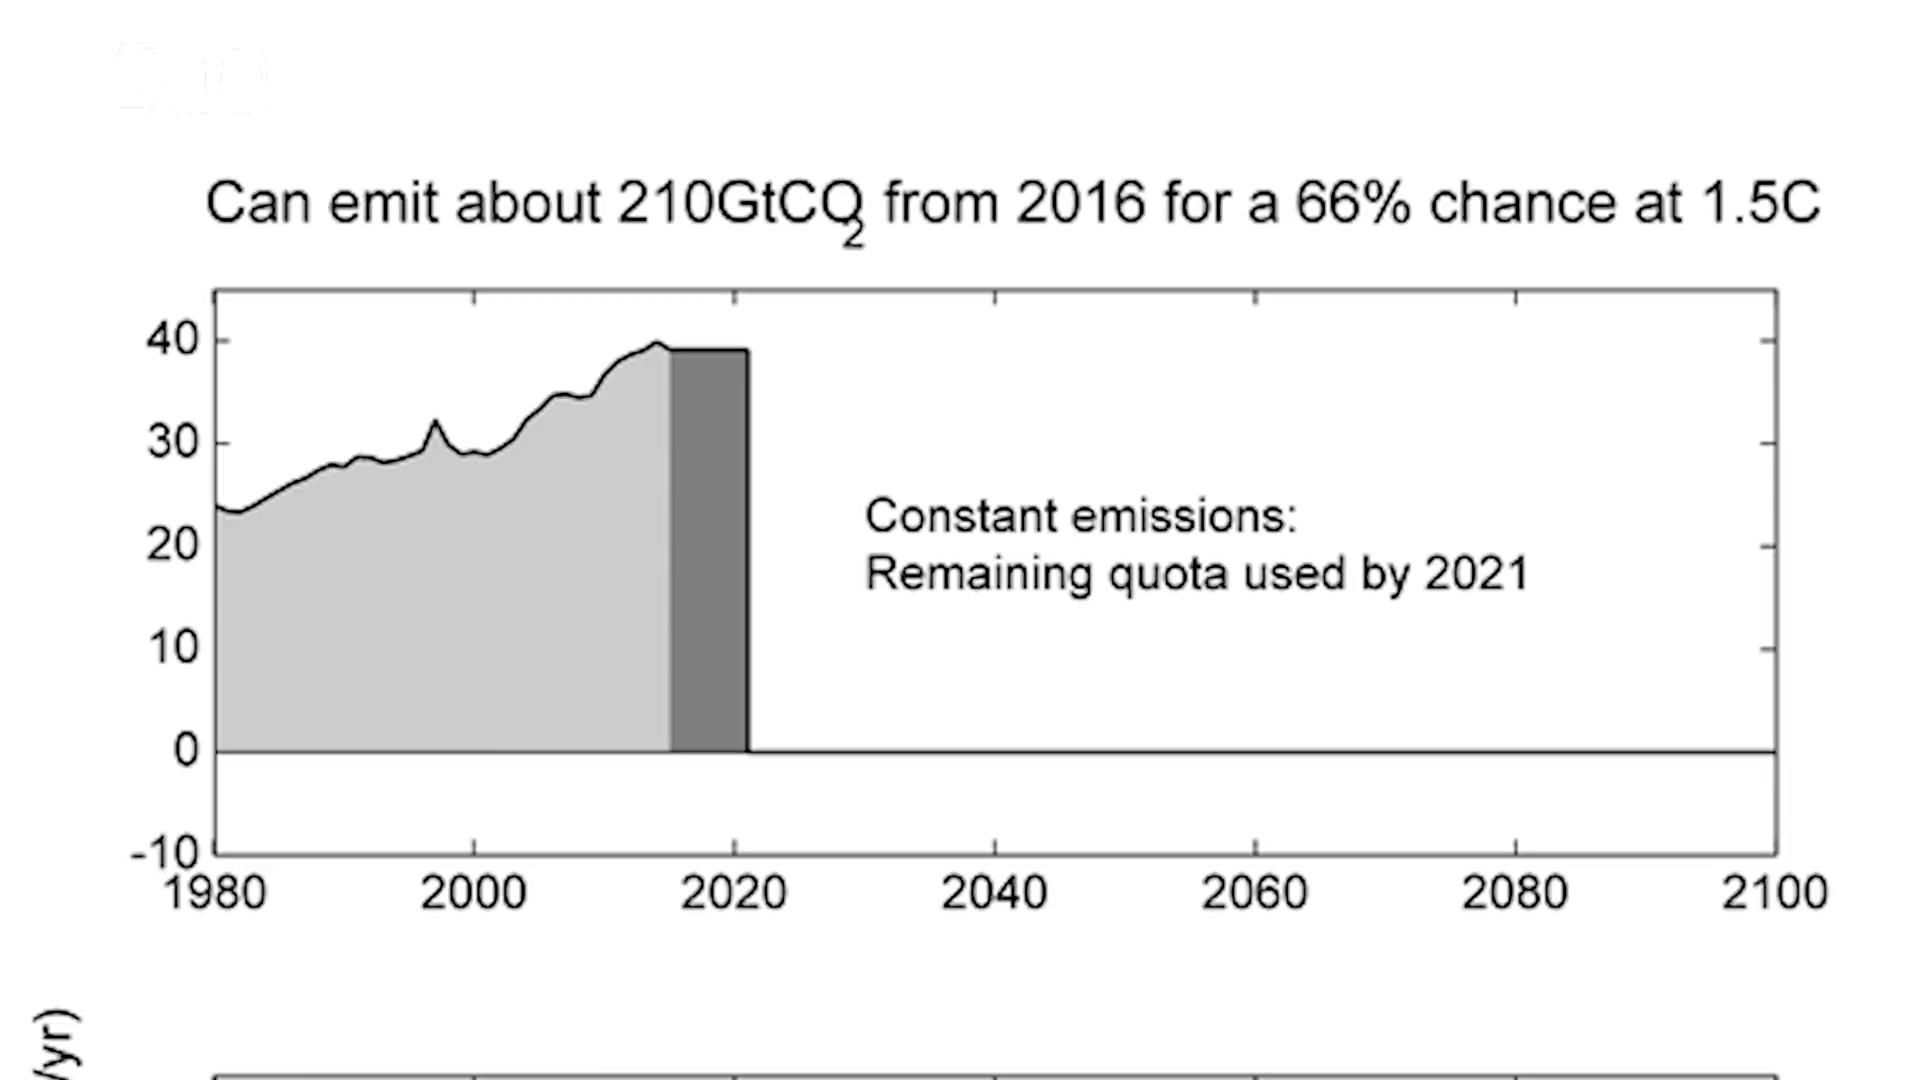 Can emit about 210GtCO2 from 2016 for a 66% chance at 1.5C
40
30
Constant emissions:
20
Remaining quota used by 2021
10
0
-10
1980 2000 2020 2040 2060 2080 2100
/yr)